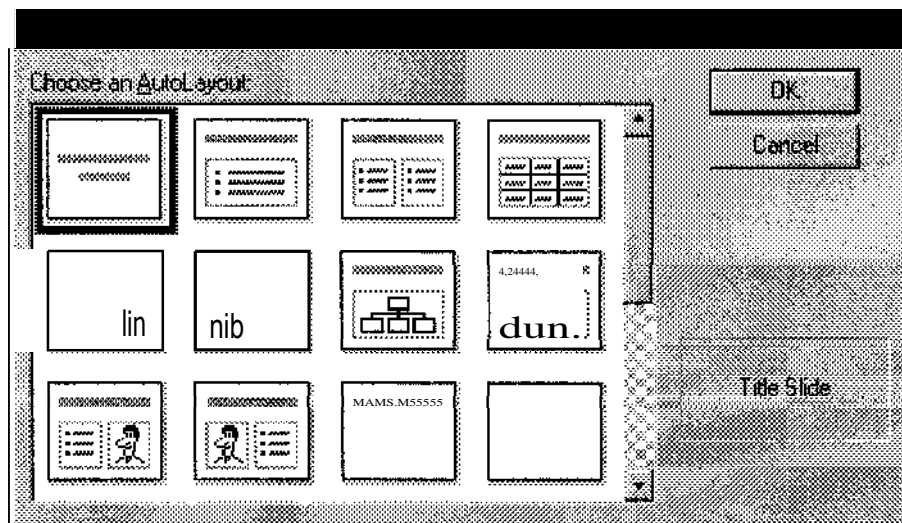 Choose an AutoLayout:
OK
Cancel
lin
nib
4,24444,
dun.
Title Slide
MAMS.M55555